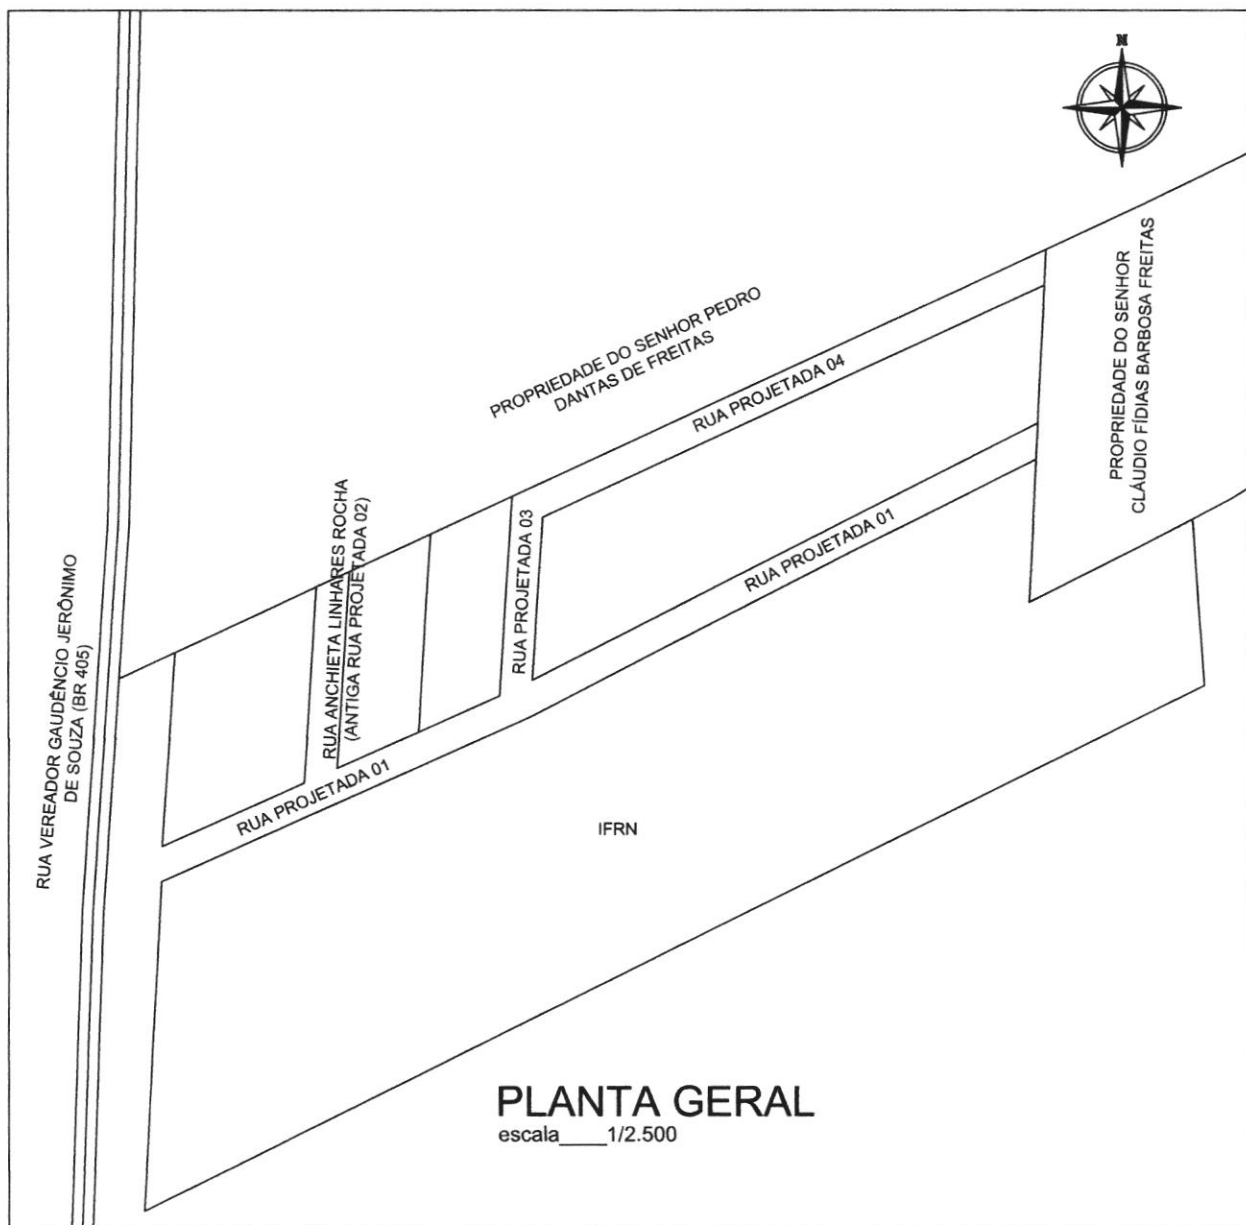 N
PROPRIEDADE DO SENHOR PEDRO
DANTAS DE FREITAS
PROPRIEDADE DO SENHOR
CLÁUDIO FÍDIAS BARBOSA FREITAS
RUA PROJETADA 04
RUA ANCHIETA LINHARES ROCHA
(ANTIGA RUA PROJETADA 02)
RUA PROJETADA 03
RUA PROJETADA 01
RUA VEREADOR GAUDÊNCIO JERÔNIMO
DE SOUZA (BR 405)
RUA PROJETADA 01
IFRN
PLANTA GERAL
escala____1/2.500